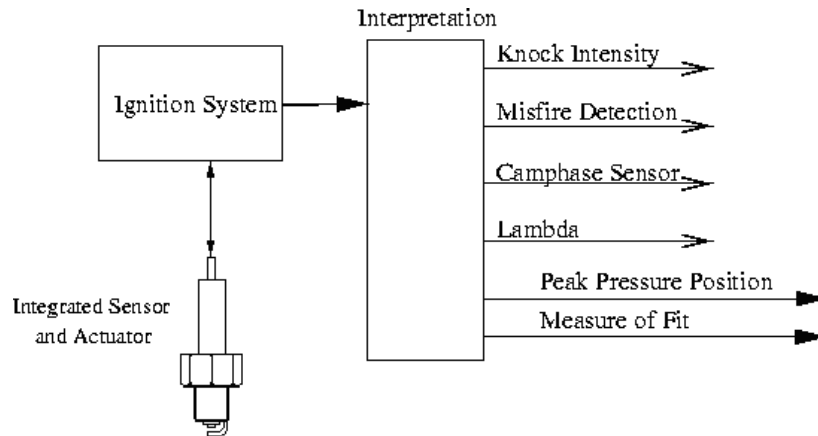 Interpretation
Knock Intensity
Ignition System
Misfire Detection
Camphase Sensor
Lambda
Peak Pressure Position
Integrated Sensor
and Actuator
Measure of Fit